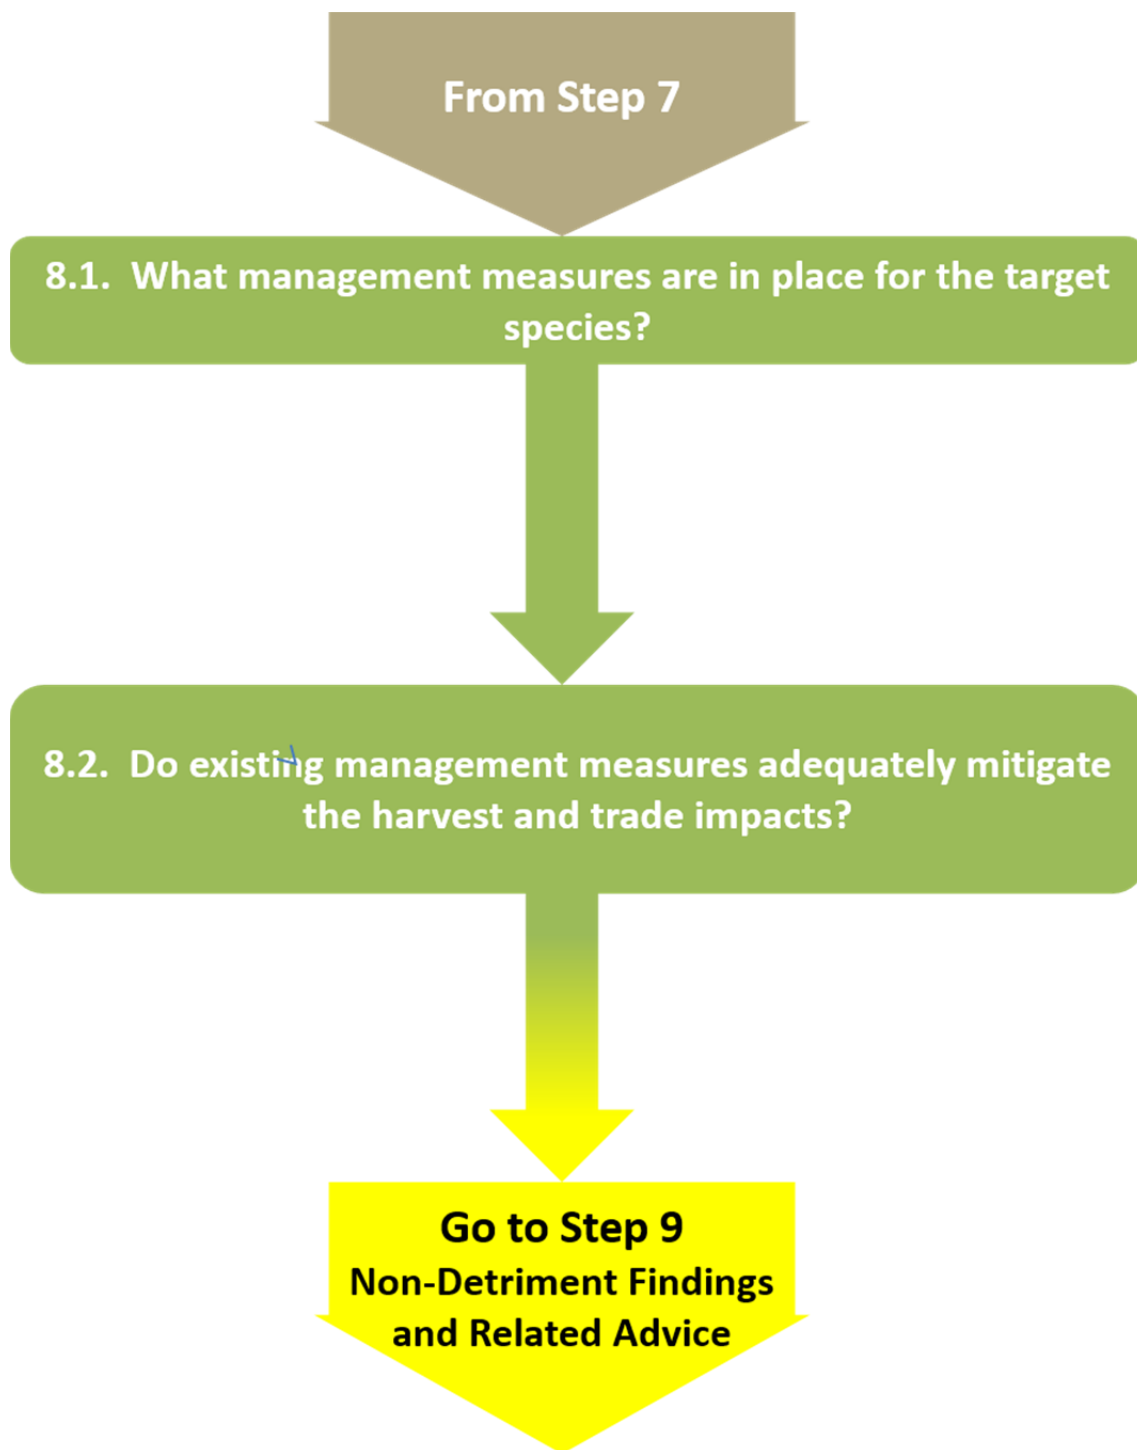 From Step 7
8.1.  What management measures are in place for the target
species?
8.2.  Do existing management measures adequately mitigate
the harvest and trade impacts?
Go to Step 9
Non-Detriment Findings
and Related Advice